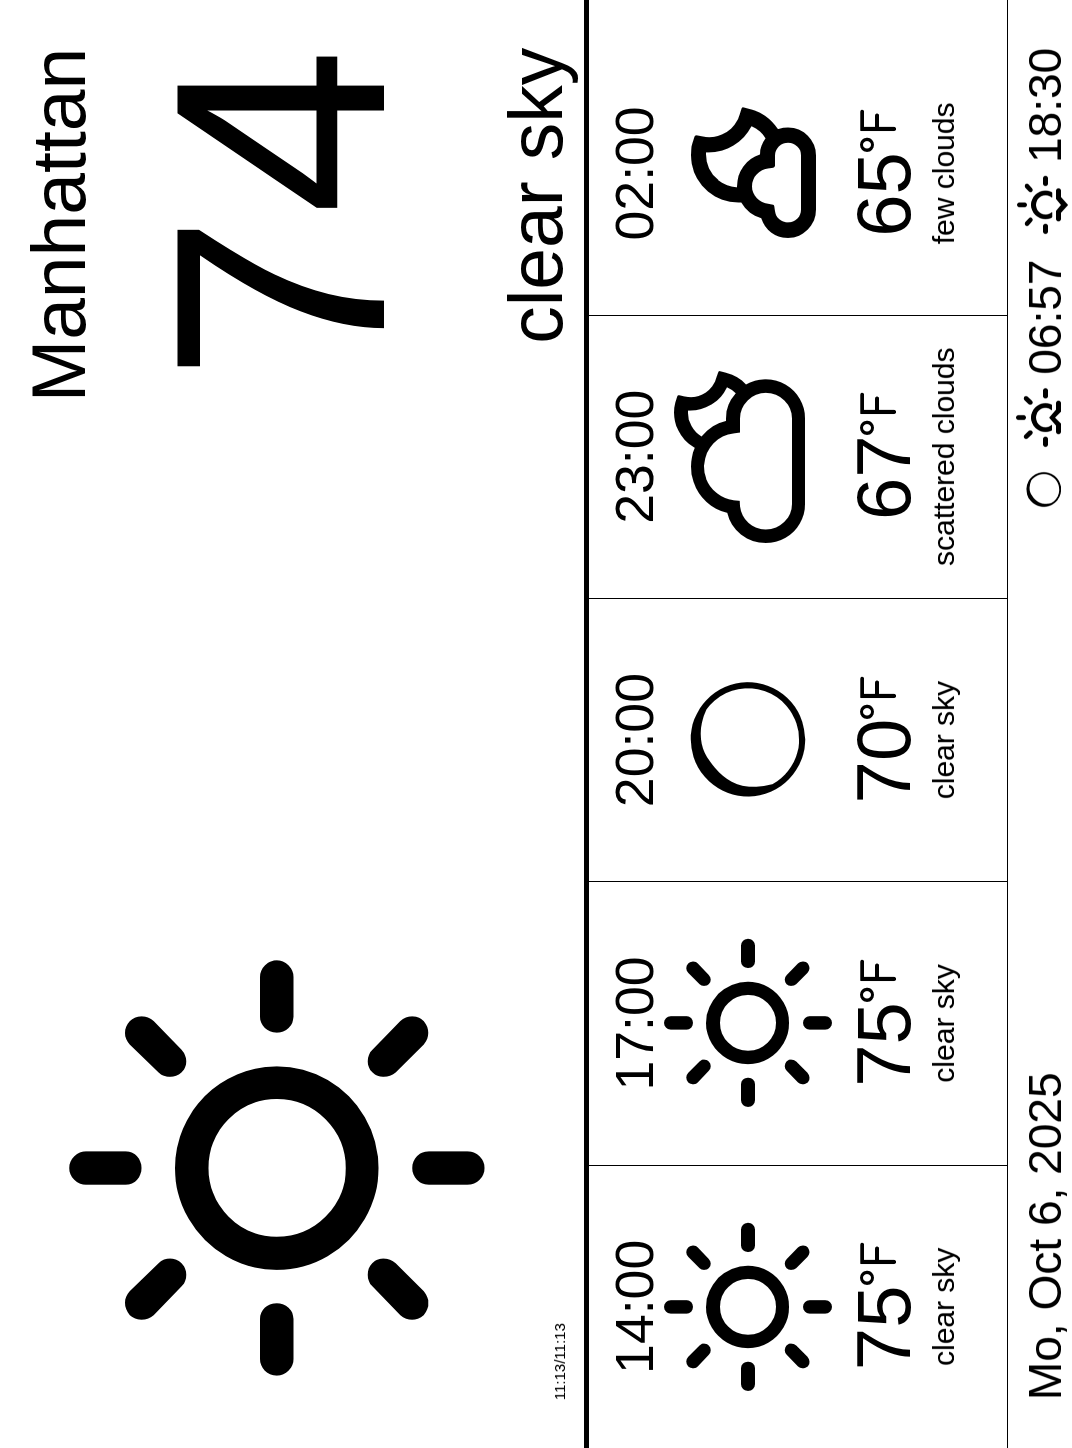 Manhattan
74
clear sky
11:13/11:13
14:00 17:00 20:00 23:00 02:00
75°F 75°F 70°F 67°F 65°F
clear sky clear sky clear sky scattered clouds few clouds
Mo, Oct 6, 2025 06:57 18:30